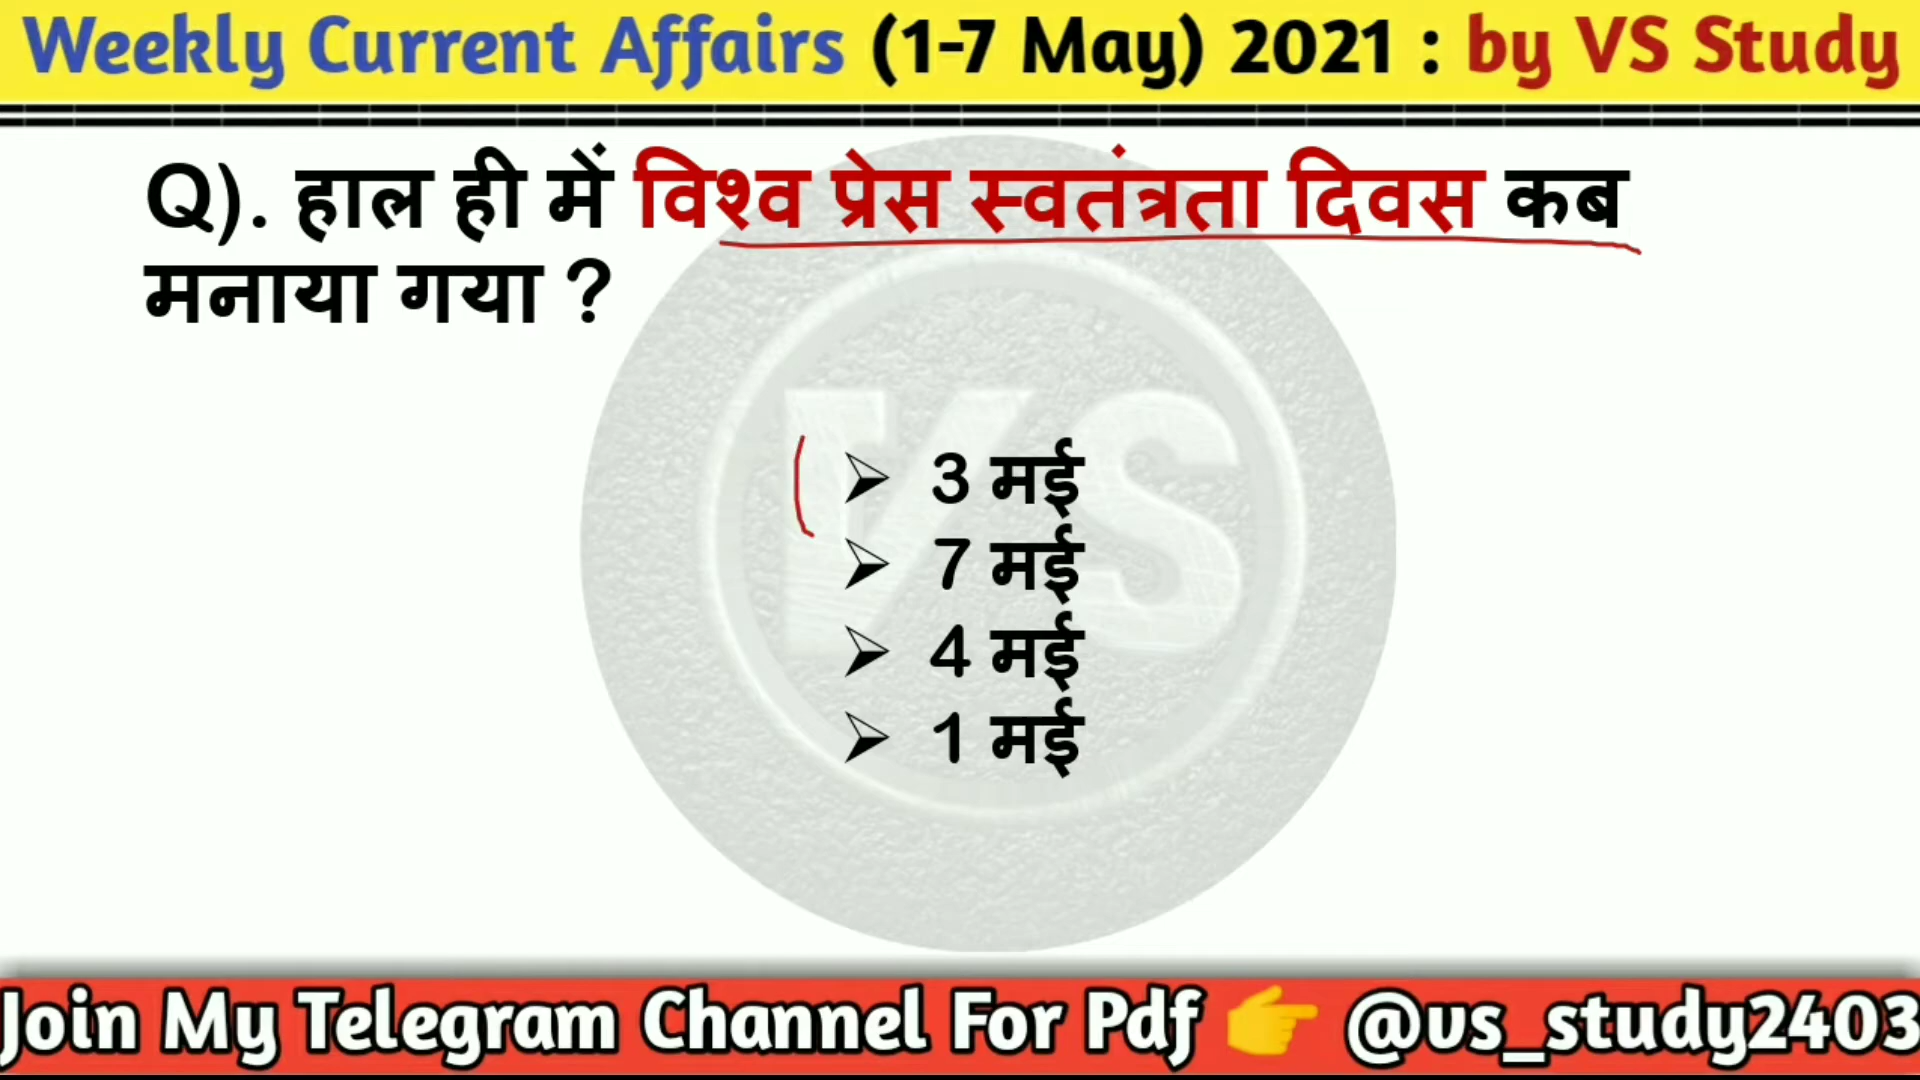 Weekly Current Affairs (1-7 May) 2021 : by VS Study
Q). हाल ही में विश्व प्रेस स्वतंत्रता दिवस कब
मनाया गया ?
VS
➢ 3 मई
➢ 7 मई
➢ 4 मई
➢ 1 मई
Join My Telegram Channel For Pdf 👉 @vs_study2403